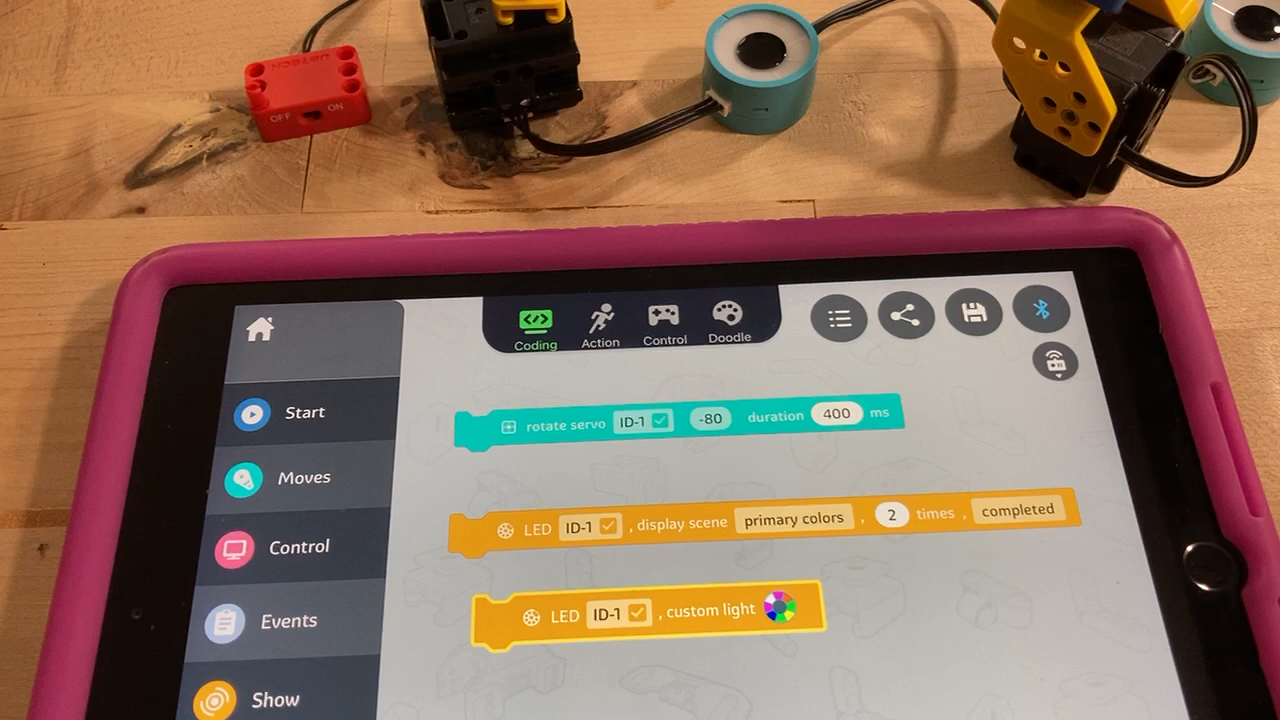 UBTECH
OFF ON
Coding Action Control Doodle
Start
Moves
Control
Events
Show
rotate servo ID-1 -80 duration 400 ms
LED ID-1 , display scene primary colors , 2 times , completed
LED ID-1 , custom light